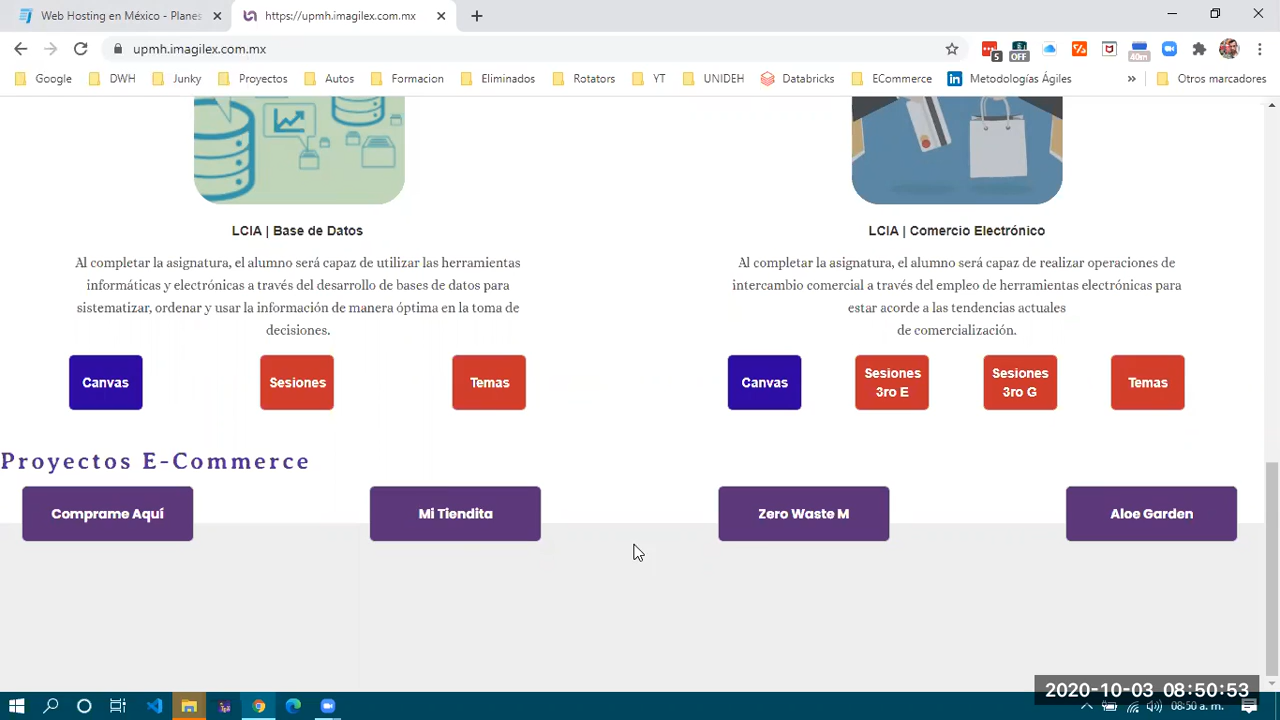 Web Hosting en México - Planes
https://upmh.imagilex.com.mx
upmh.imagilex.com.mx
5
OFF
40m
Google
DWH
Junky
Proyectos
Autos
Formacion
Eliminados
Rotators
YT
UNIDEH
Databricks
ECommerce
in
Metodologías Ágiles
»
Otros marcadores
LCIA | Base de Datos
Al completar la asignatura, el alumno será capaz de utilizar las herramientas
informáticas y electrónicas a través del desarrollo de bases de datos para
sistematizar, ordenar y usar la información de manera óptima en la toma de
decisiones.
Canvas
Sesiones
Temas
LCIA | Comercio Electrónico
Al completar la asignatura, el alumno será capaz de realizar operaciones de
intercambio comercial a través del empleo de herramientas electrónicas para
estar acorde a las tendencias actuales
de comercialización.
Canvas
Sesiones
3ro E
Sesiones
3ro G
Temas
Proyectos E-Commerce
Comprame Aquí
Mi Tiendita
Zero Waste M
Aloe Garden
2020-10-03 08:50:53
08:50 a. m.